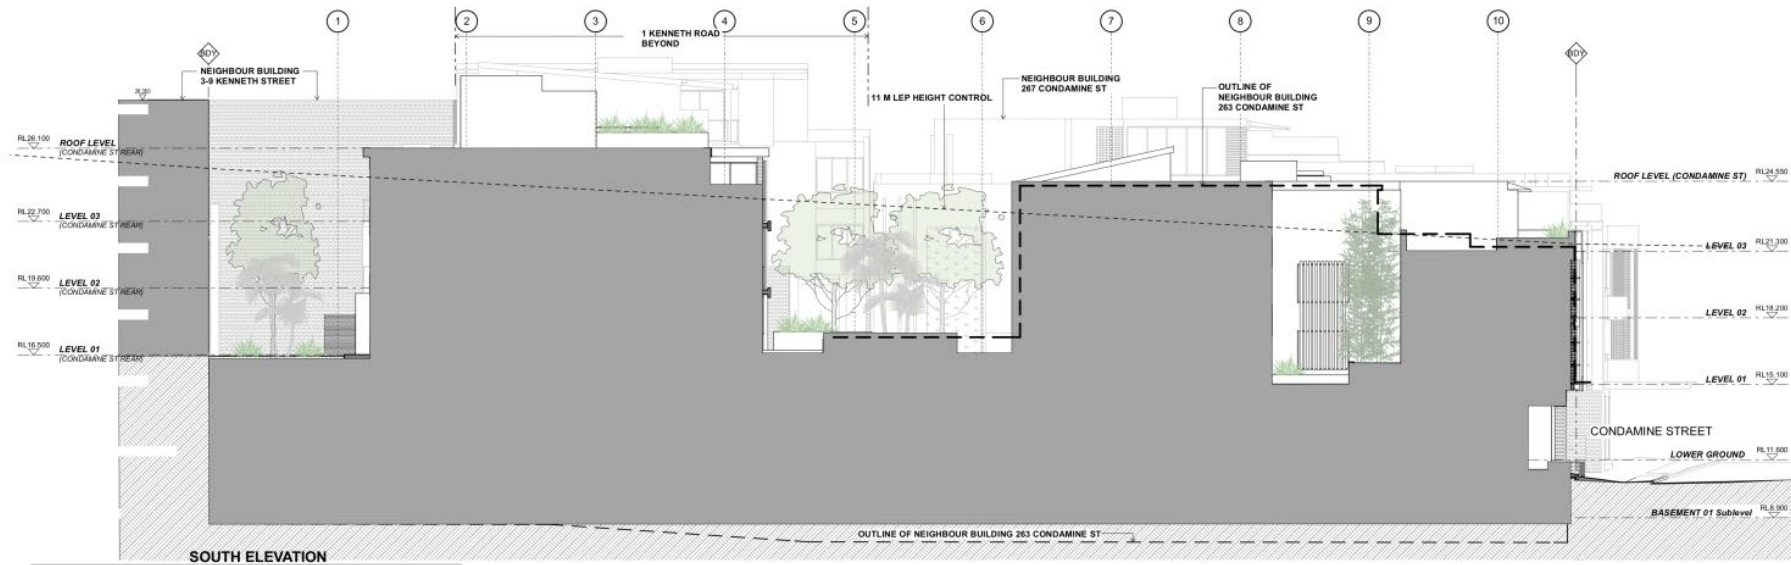 1 2 3 4 5 6 7 8 9 10
1 KENNETH ROAD
BEYOND
BDY
BDY
NEIGHBOUR BUILDING
3-9 KENNETH STREET
NEIGHBOUR BUILDING
267 CONDAMINE ST
OUTLINE OF
NEIGHBOUR BUILDING
263 CONDAMINE ST
11 M LEP HEIGHT CONTROL
RL26.100
ROOF LEVEL
(CONDAMINE ST REAR)
RL22.700
LEVEL 03
(CONDAMINE ST REAR)
RL19.600
LEVEL 02
(CONDAMINE ST REAR)
RL16.500
LEVEL 01
(CONDAMINE ST REAR)
ROOF LEVEL (CONDAMINE ST) RL24.550
LEVEL 03 RL21.300
LEVEL 02 RL18.200
LEVEL 01 RL15.100
CONDAMINE STREET
LOWER GROUND RL11.600
BASEMENT 01 Sublevel RL8.900
OUTLINE OF NEIGHBOUR BUILDING 263 CONDAMINE ST
SOUTH ELEVATION